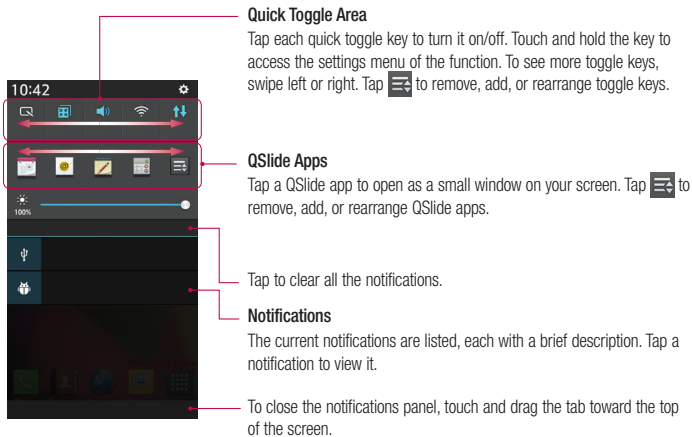 Quick Toggle Area
Tap each quick toggle key to turn it on/off. Touch and hold the key to
access the settings menu of the function. To see more toggle keys,
swipe left or right. Tap to remove, add, or rearrange toggle keys.
10:42
QSlide Apps
Tap a QSlide app to open as a small window on your screen. Tap to
remove, add, or rearrange QSlide apps.
100%
Tap to clear all the notifications.
Notifications
The current notifications are listed, each with a brief description. Tap a
notification to view it.
To close the notifications panel, touch and drag the tab toward the top
of the screen.